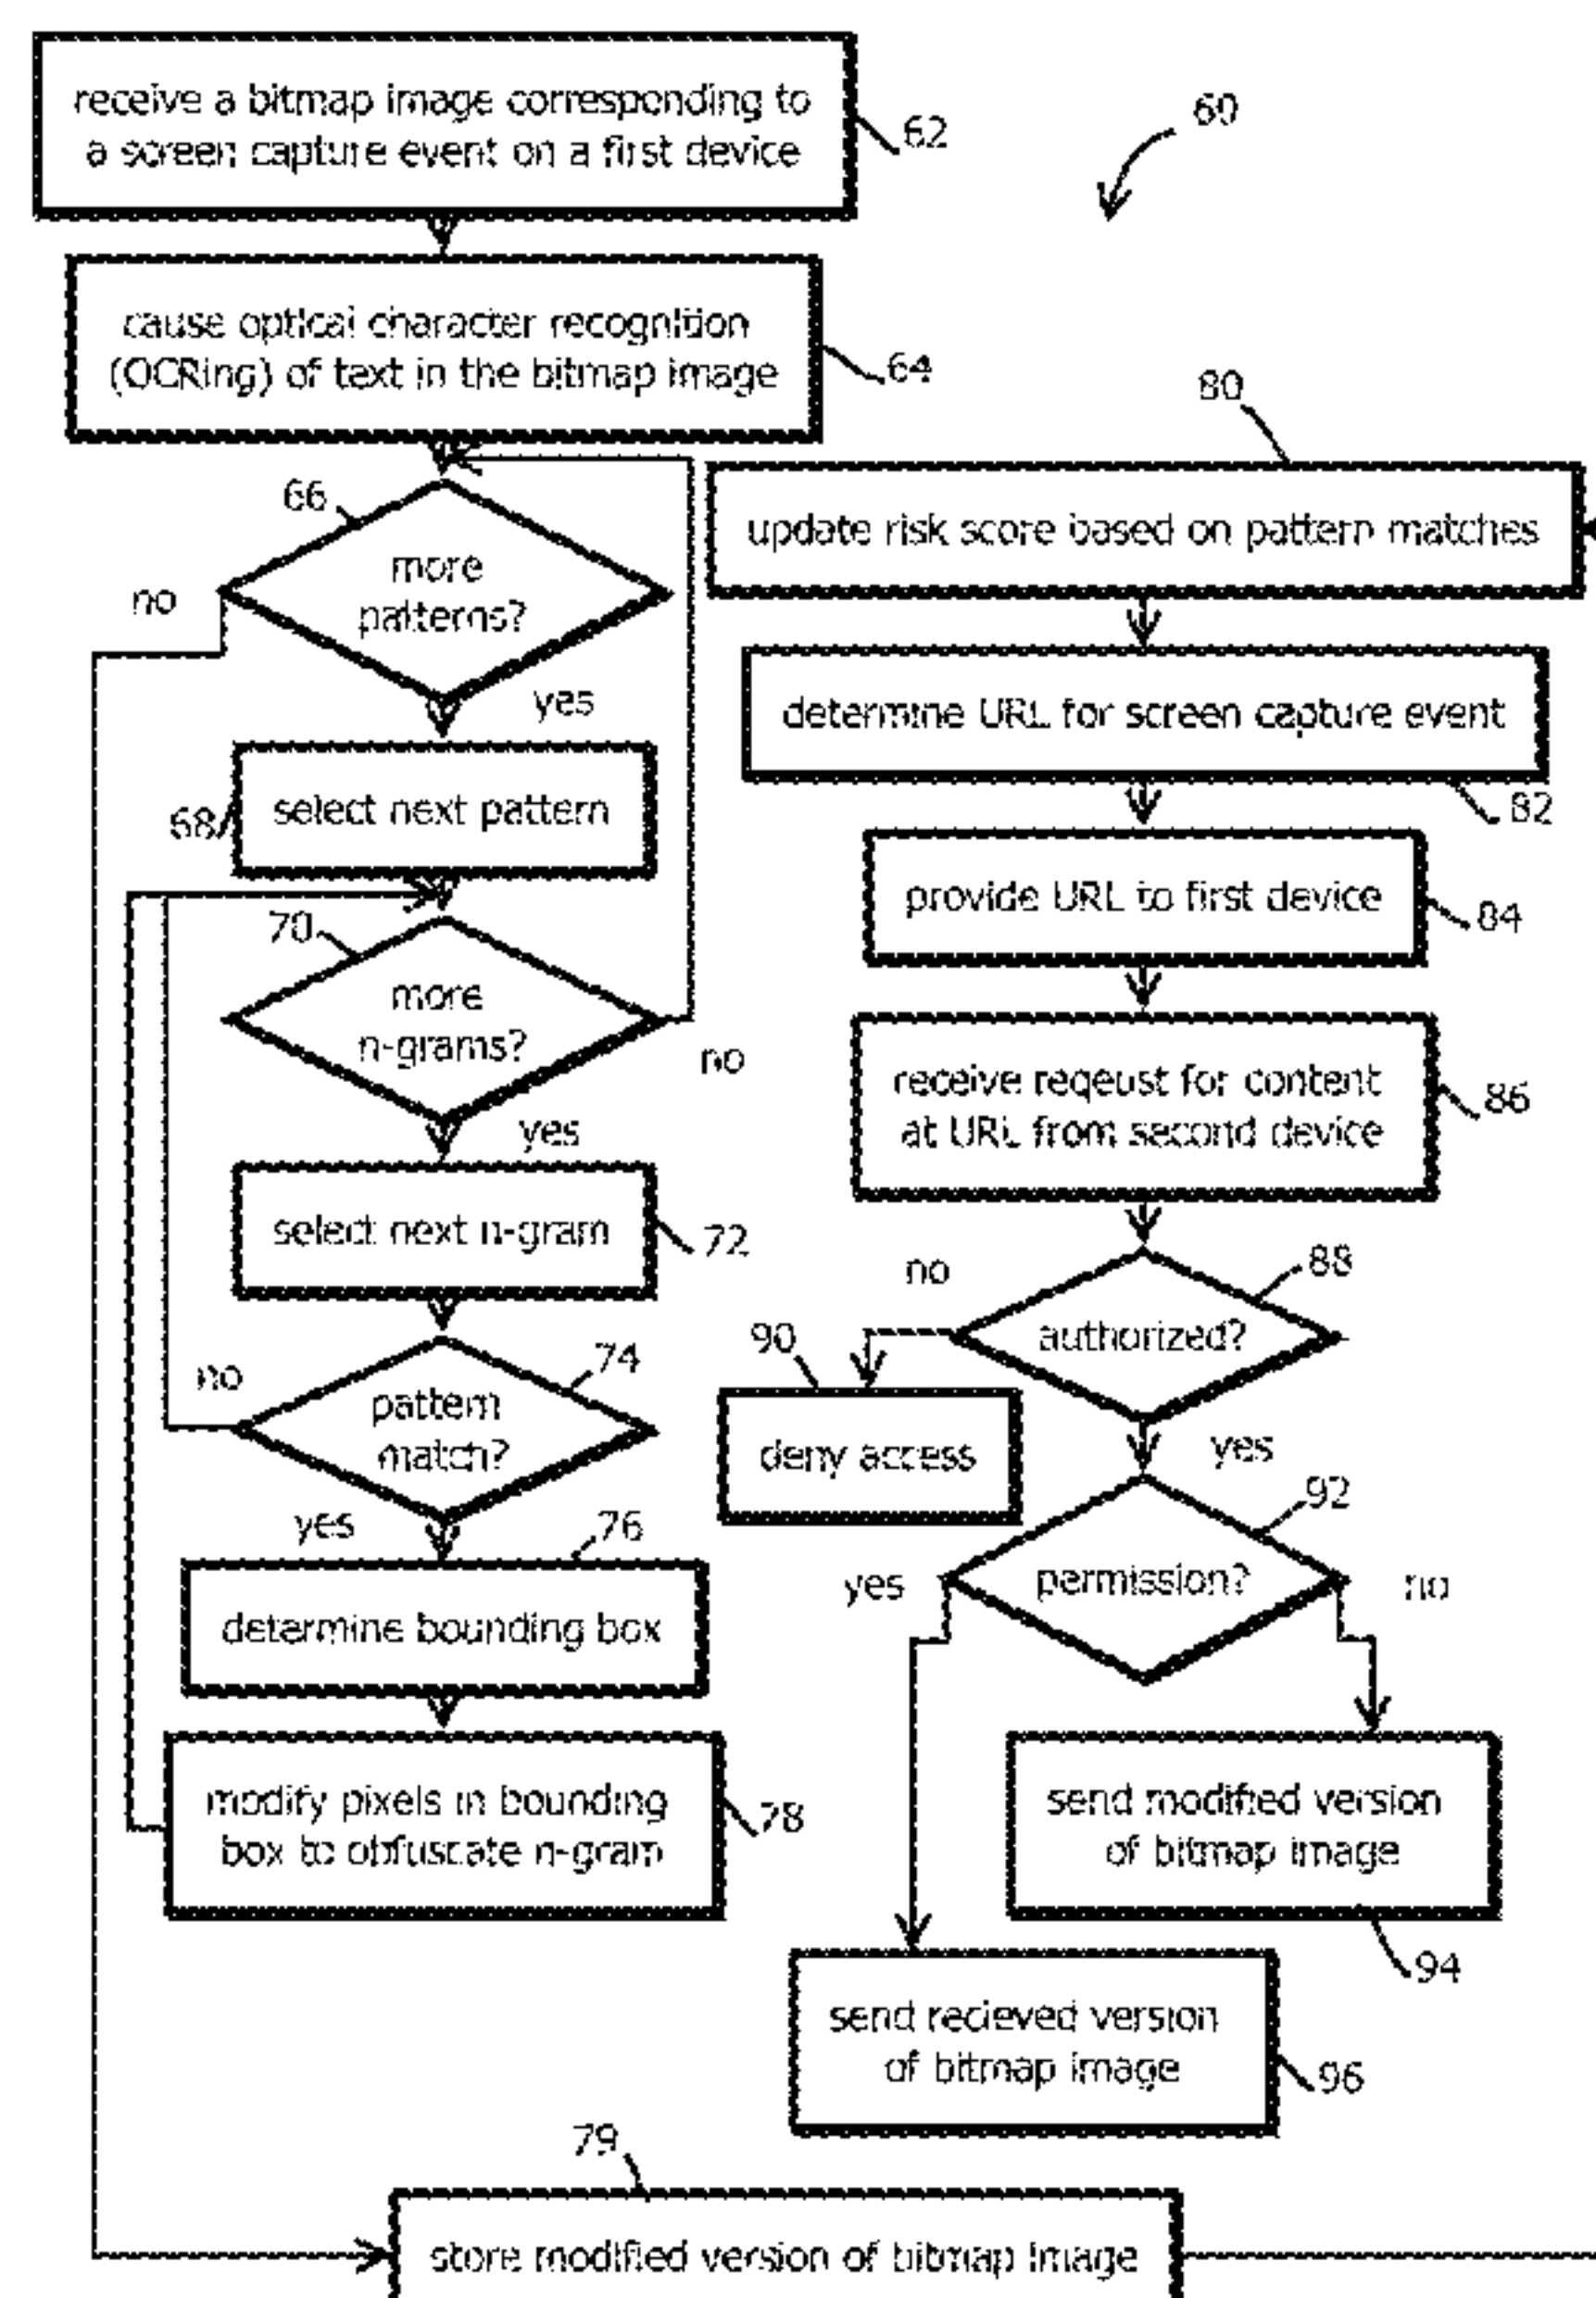 receive a bitmap image corresponding to
a screen capture event on a first device
62
60
cause optical character recognition
(OCRing) of text in the bitmap image
64
66
more
patterns?
no
yes
68
select next pattern
70
more
n-grams?
no
yes
select next n-gram
72
74
pattern
match?
no
yes
76
determine bounding box
modify pixels in bounding
box to obfuscate n-gram
78
79
store modified version of bitmap image
80
update risk score based on pattern matches
determine URL for screen capture event
82
provide URL to first device
84
receive reqeust for content
at URL from second device
86
88
authorized?
no
yes
90
deny access
92
permission?
yes
no
send modified version
of bitmap image
94
send recieved version
of bitmap image
96